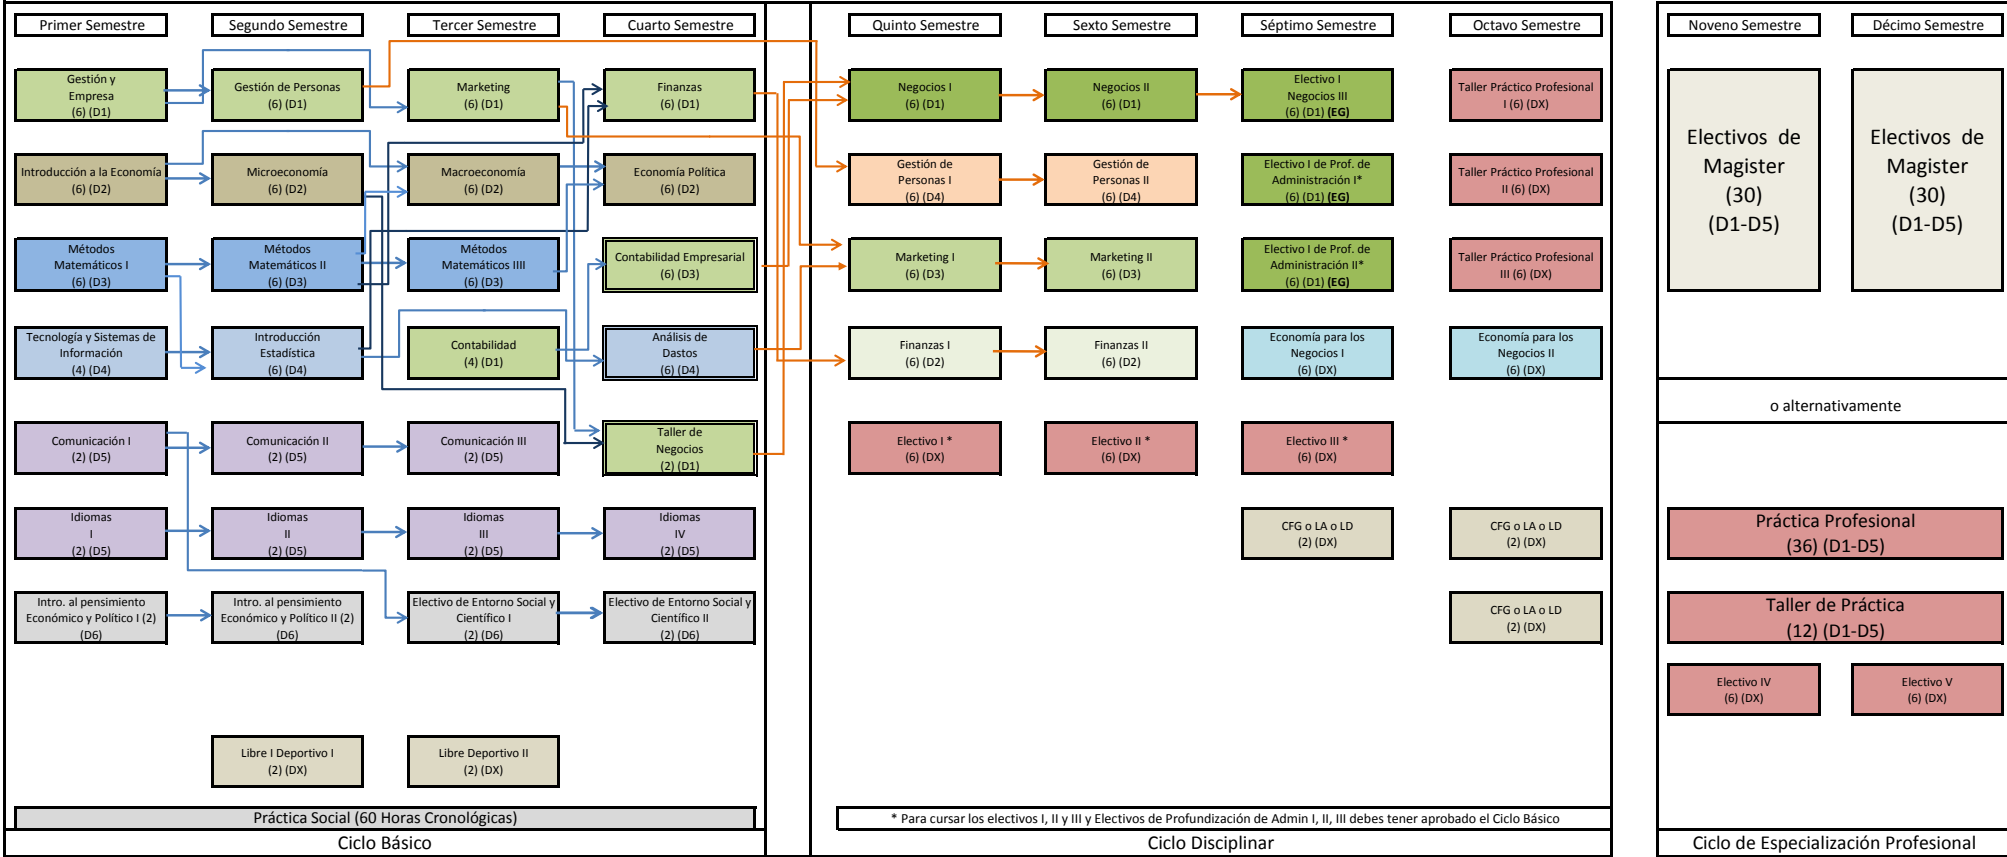 Primer Semestre
Segundo Semestre
Tercer Semestre
Cuarto Semestre
Quinto Semestre
Sexto Semestre
Séptimo Semestre
Octavo Semestre
Noveno Semestre
Décimo Semestre
Gestión y
Empresa
(6) (D1)
Gestión de Personas
(6) (D1)
Marketing
(6) (D1)
Finanzas
(6) (D1)
Negocios I
(6) (D1)
Negocios II
(6) (D1)
Electivo I
Negocios III
(6) (D1) (EG)
Taller Práctico Profesional
I (6) (DX)
Electivos de
Magister
(30)
(D1-D5)
Electivos de
Magister
(30)
(D1-D5)
Introducción a la Economía
(6) (D2)
Microeconomía
(6) (D2)
Macroeconomía
(6) (D2)
Economía Política
(6) (D2)
Gestión de
Personas I
(6) (D4)
Gestión de
Personas II
(6) (D4)
Electivo I de Prof. de
Administración I*
(6) (D1) (EG)
Taller Práctico Profesional
II (6) (DX)
Métodos
Matemáticos I
(6) (D3)
Métodos
Matemáticos II
(6) (D3)
Métodos
Matemáticos IIII
(6) (D3)
Contabilidad Empresarial
(6) (D3)
Marketing I
(6) (D3)
Marketing II
(6) (D3)
Electivo I de Prof. de
Administración II*
(6) (D1) (EG)
Taller Práctico Profesional
III (6) (DX)
Tecnología y Sistemas de
Información
(4) (D4)
Introducción
Estadística
(6) (D4)
Contabilidad
(4) (D1)
Análisis de
Dastos
(6) (D4)
Finanzas I
(6) (D2)
Finanzas II
(6) (D2)
Economía para los
Negocios I
(6) (DX)
Economía para los
Negocios II
(6) (DX)
o alternativamente
Comunicación I
(2) (D5)
Comunicación II
(2) (D5)
Comunicación III
(2) (D5)
Taller de
Negocios
(2) (D1)
Electivo I *
(6) (DX)
Electivo II *
(6) (DX)
Electivo III *
(6) (DX)
Idiomas
I
(2) (D5)
Idiomas
II
(2) (D5)
Idiomas
III
(2) (D5)
Idiomas
IV
(2) (D5)
CFG o LA o LD
(2) (DX)
CFG o LA o LD
(2) (DX)
Práctica Profesional
(36) (D1-D5)
Intro. al pensimiento
Económico y Político I (2)
(D6)
Intro. al pensimiento
Económico y Político II (2)
(D6)
Electivo de Entorno Social y
Científico I
(2) (D6)
Electivo de Entorno Social y
Científico II
(2) (D6)
CFG o LA o LD
(2) (DX)
Taller de Práctica
(12) (D1-D5)
Electivo IV
(6) (DX)
Electivo V
(6) (DX)
Libre I Deportivo I
(2) (DX)
Libre Deportivo II
(2) (DX)
Práctica Social (60 Horas Cronológicas)
* Para cursar los electivos I, II y III y Electivos de Profundización de Admin I, II, III debes tener aprobado el Ciclo Básico
Ciclo Básico
Ciclo Disciplinar
Ciclo de Especialización Profesional